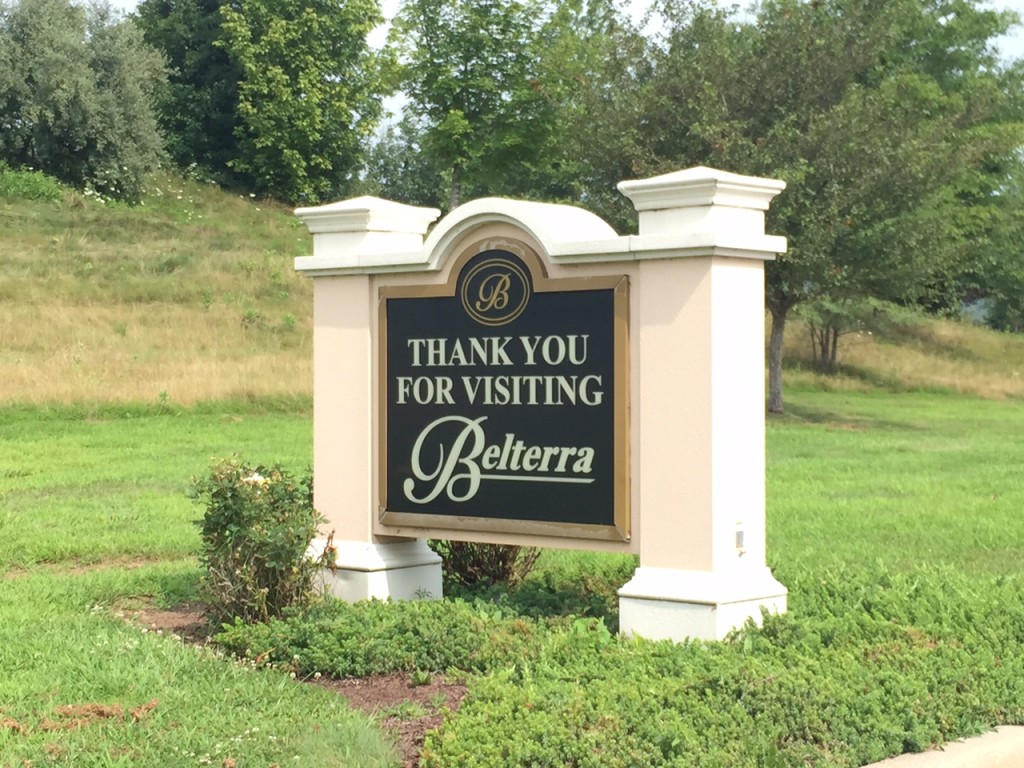 B
THANK YOU
FOR VISITING
Belterra